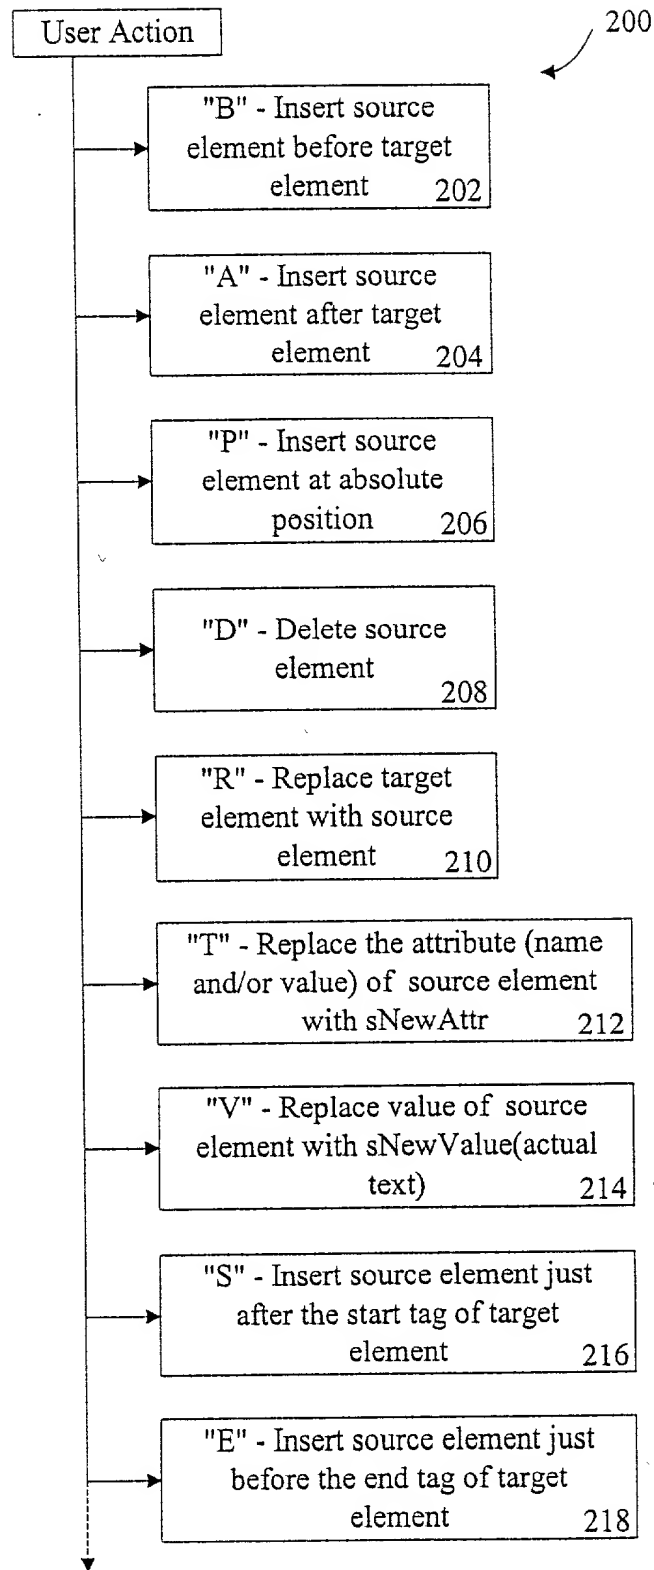 User Action
200
"B" - Insert source
element before target
element
202
"A" - Insert source
element after target
element
204
"P" - Insert source
element at absolute
position
206
"D" - Delete source
element
208
"R" - Replace target
element with source
element
210
"T" - Replace the attribute (name
and/or value) of source element
with sNewAttr
212
"V" - Replace value of source
element with sNewValue(actual
text)
214
"S" - Insert source element just
after the start tag of target
element
216
"E" - Insert source element just
before the end tag of target
element
218